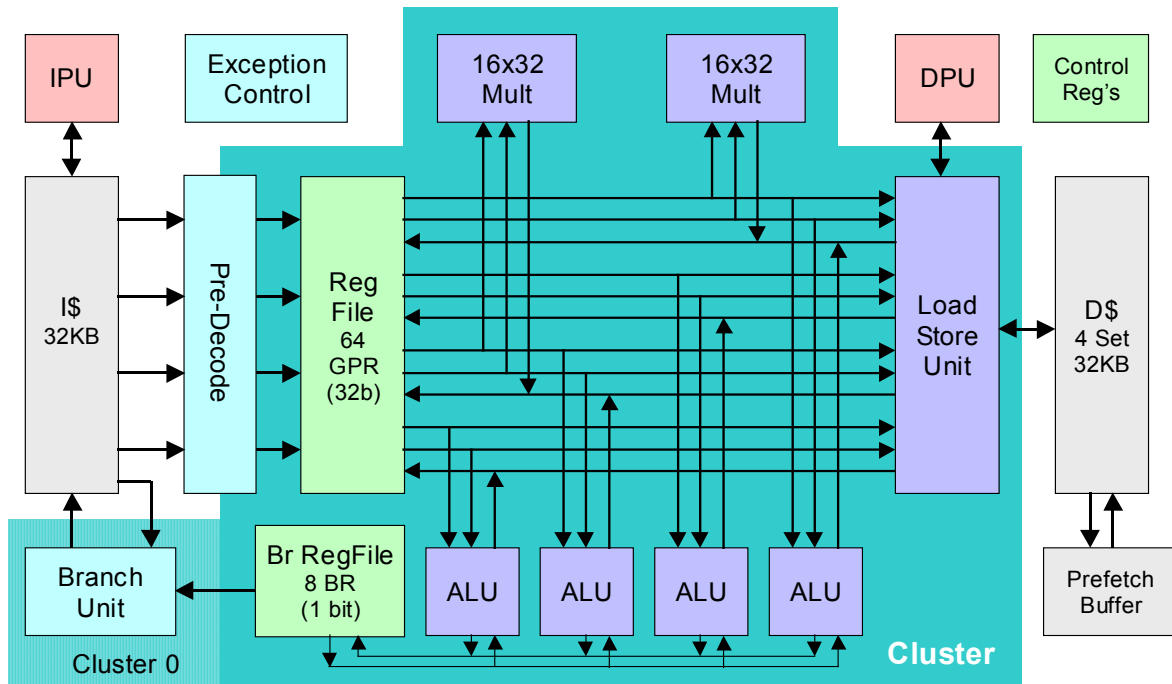 IPU
Exception
Control
16x32
Mult
16x32
Mult
DPU
Control
Reg's
I$
32KB
Pre-Decode
Reg
File
64
GPR
(32b)
Load
Store
Unit
D$
4 Set
32KB
Branch
Unit
Br RegFile
8 BR
(1 bit)
ALU
ALU
ALU
ALU
Prefetch
Buffer
Cluster 0
Cluster